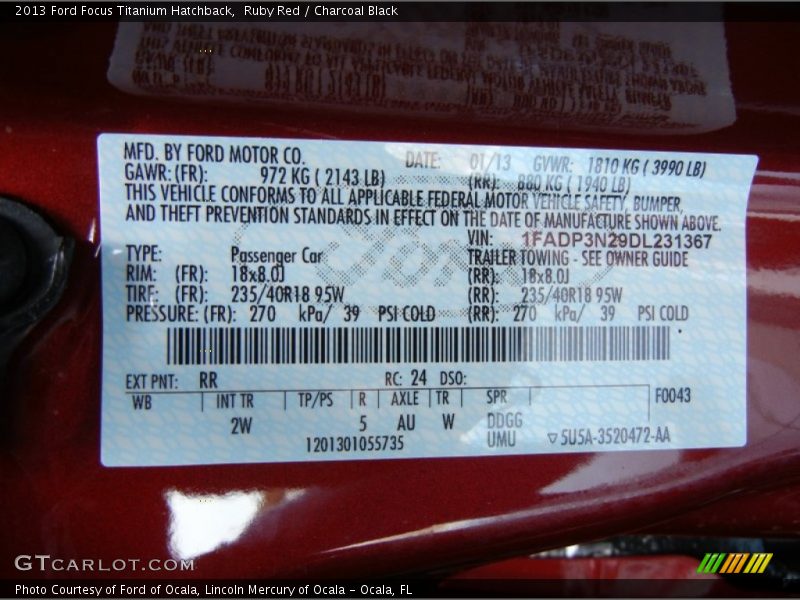 2013 Ford Focus Titanium Hatchback,  Ruby Red / Charcoal Black
MFD. BY FORD MOTOR CO. DATE: 01/13 GVWR: 1810 KG ( 3990 LB)
GAWR: (FR): 972 KG ( 2143 LB) (RR): 880 KG ( 1940 LB)
THIS VEHICLE CONFORMS TO ALL APPLICABLE FEDERAL MOTOR VEHICLE SAFETY, BUMPER,
AND THEFT PREVENTION STANDARDS IN EFFECT ON THE DATE OF MANUFACTURE SHOWN ABOVE.
VIN: 1FADP3N29DL231367
TYPE: Passenger Car TRAILER TOWING - SEE OWNER GUIDE
RIM: (FR): 18x8.0J (RR): 18x8.0J
TIRE: (FR): 235/40R18 95W (RR): 235/40R18 95W
PRESSURE: (FR): 270 kPa/ 39 PSI COLD (RR): 270 kPa/ 39 PSI COLD
Ford
EXT PNT: RR RC: 24 DSO:
WB INT TR TP/PS R AXLE TR SPR F0043
2W 5 AU W DDGG
UMU
1201301055735 5U5A-3520472-AA
GTCARLOT.COM
Photo Courtesy of Ford of Ocala, Lincoln Mercury of Ocala - Ocala, FL